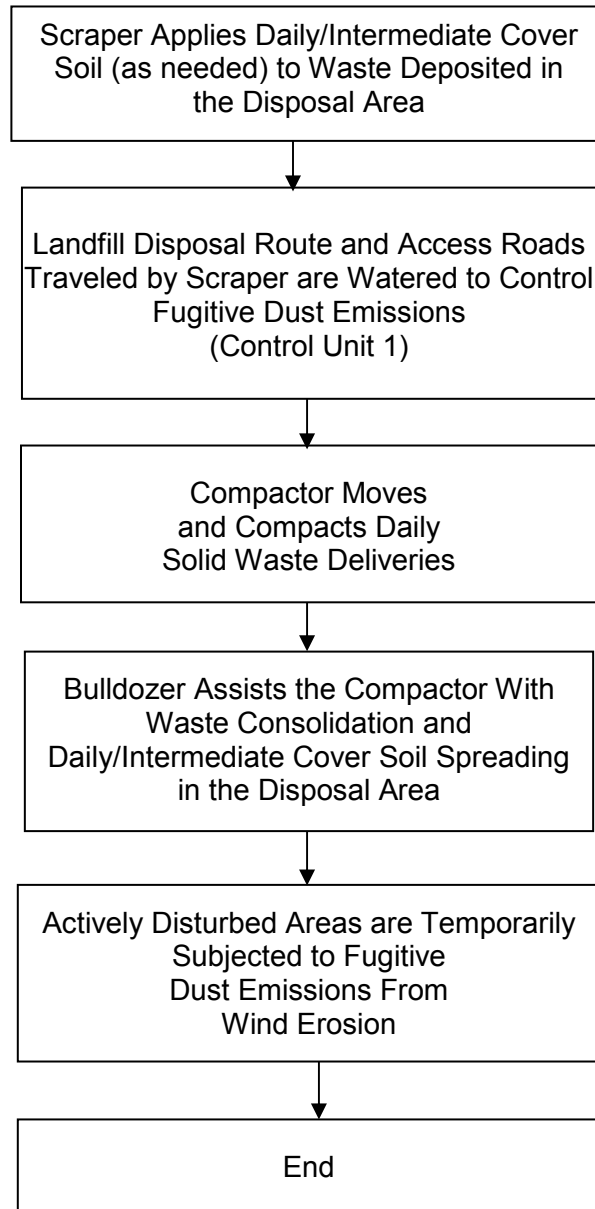 Scraper Applies Daily/Intermediate Cover
Soil (as needed) to Waste Deposited in
the Disposal Area
Landfill Disposal Route and Access Roads
Traveled by Scraper are Watered to Control
Fugitive Dust Emissions
(Control Unit 1)
Compactor Moves
and Compacts Daily
Solid Waste Deliveries
Bulldozer Assists the Compactor With
Waste Consolidation and
Daily/Intermediate Cover Soil Spreading
in the Disposal Area
Actively Disturbed Areas are Temporarily
Subjected to Fugitive
Dust Emissions From
Wind Erosion
End